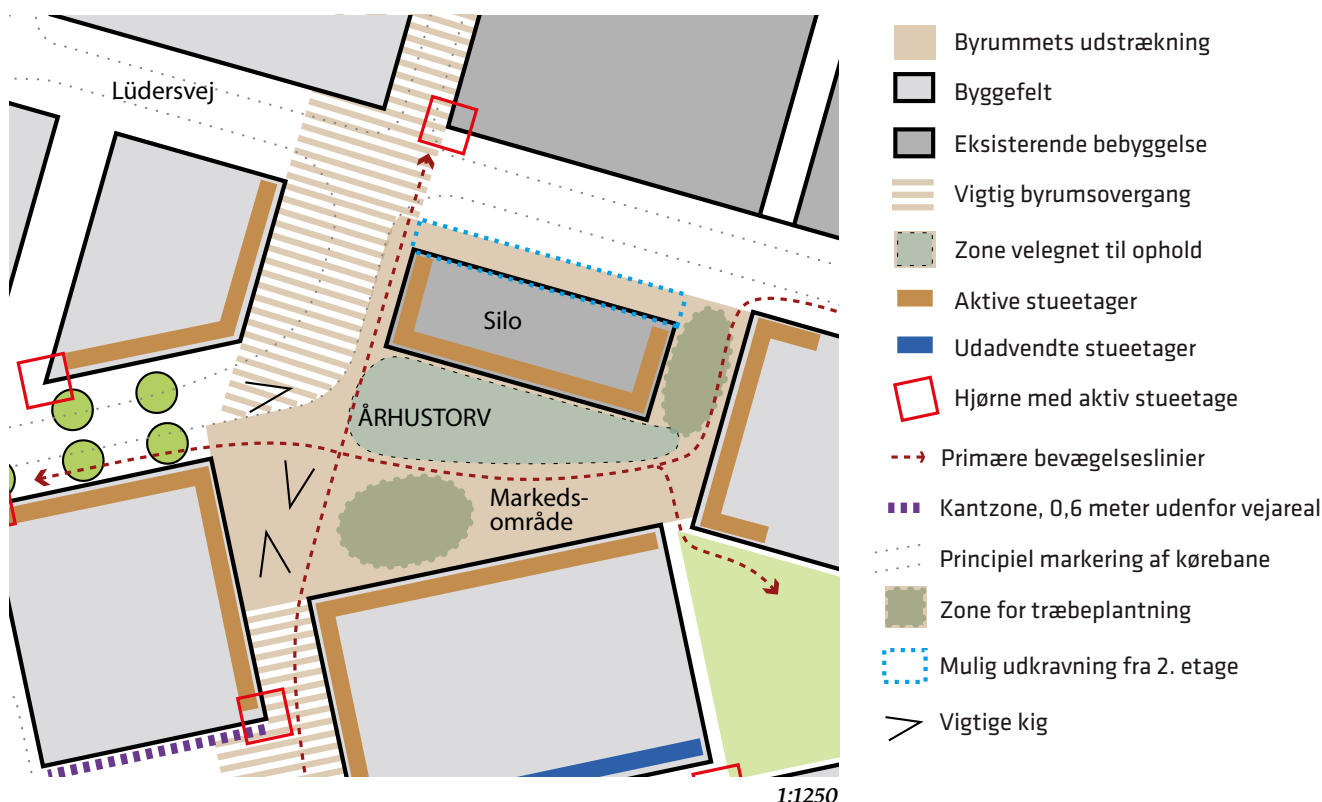 Lüdersvej
Silo
ÅRHUSTORV
Markeds-
område
Byrummets udstrækning
Byggefelt
Eksisterende bebyggelse
Vigtig byrumsovergang
Zone velegnet til ophold
Aktive stueetager
Udadvendte stueetager
Hjørne med aktiv stueetage
Primære bevægelseslinier
Kantzone, 0,6 meter udenfor vejareal
Principiel markering af kørebane
Zone for træbeplantning
Mulig udkravning fra 2. etage
Vigtige kig
1:1250